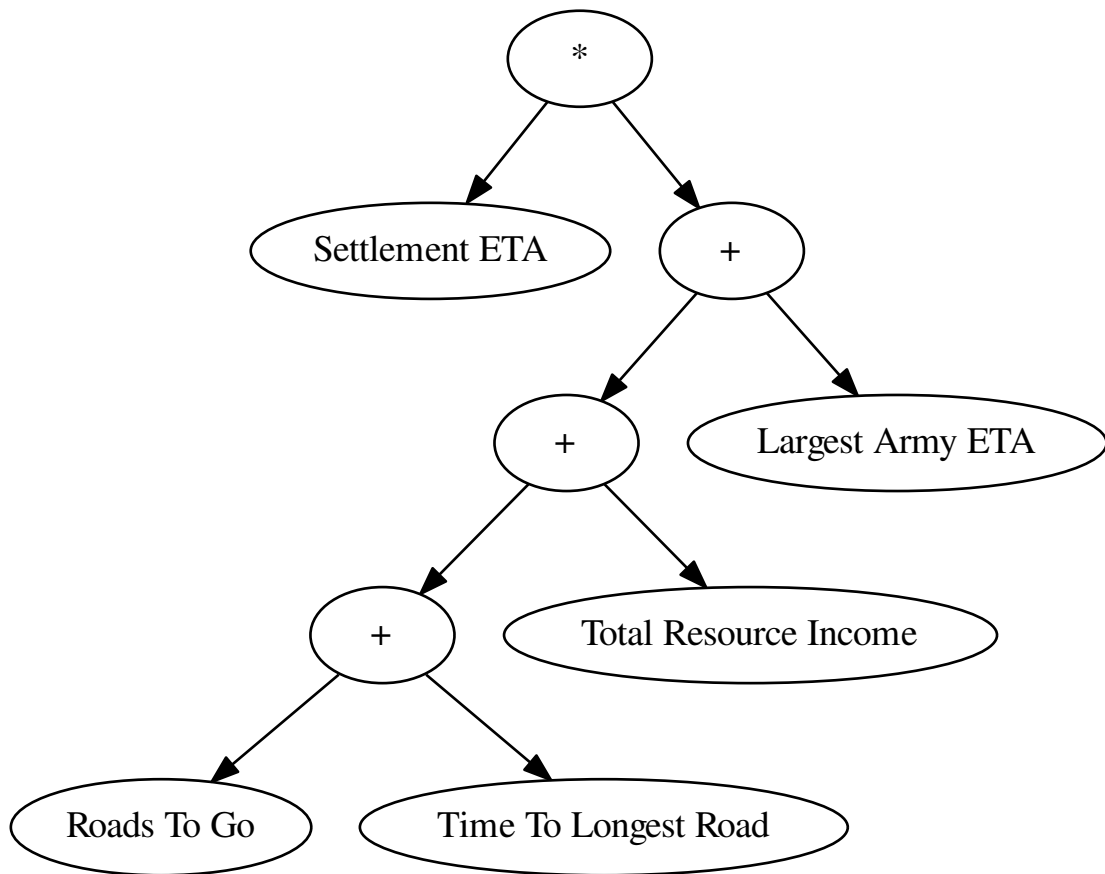 *
Settlement ETA
+
+
Largest Army ETA
+
Total Resource Income
Roads To Go
Time To Longest Road